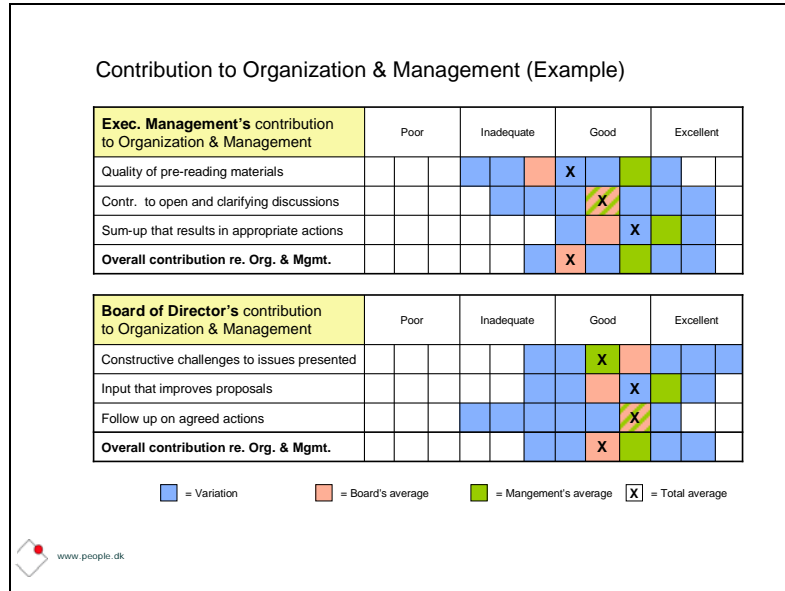 Contribution to Organization & Management (Example)
Exec. Management's contribution
to Organization & Management
Poor
Inadequate
Good
Excellent
Quality of pre-reading materials
X
Contr. to open and clarifying discussions
X
Sum-up that results in appropriate actions
X
Overall contribution re. Org. & Mgmt.
X
Board of Director's contribution
to Organization & Management
Poor
Inadequate
Good
Excellent
Constructive challenges to issues presented
X
Input that improves proposals
X
Follow up on agreed actions
X
Overall contribution re. Org. & Mgmt.
X
= Variation
= Board's average
= Mangement's average
X = Total average
www.people.dk